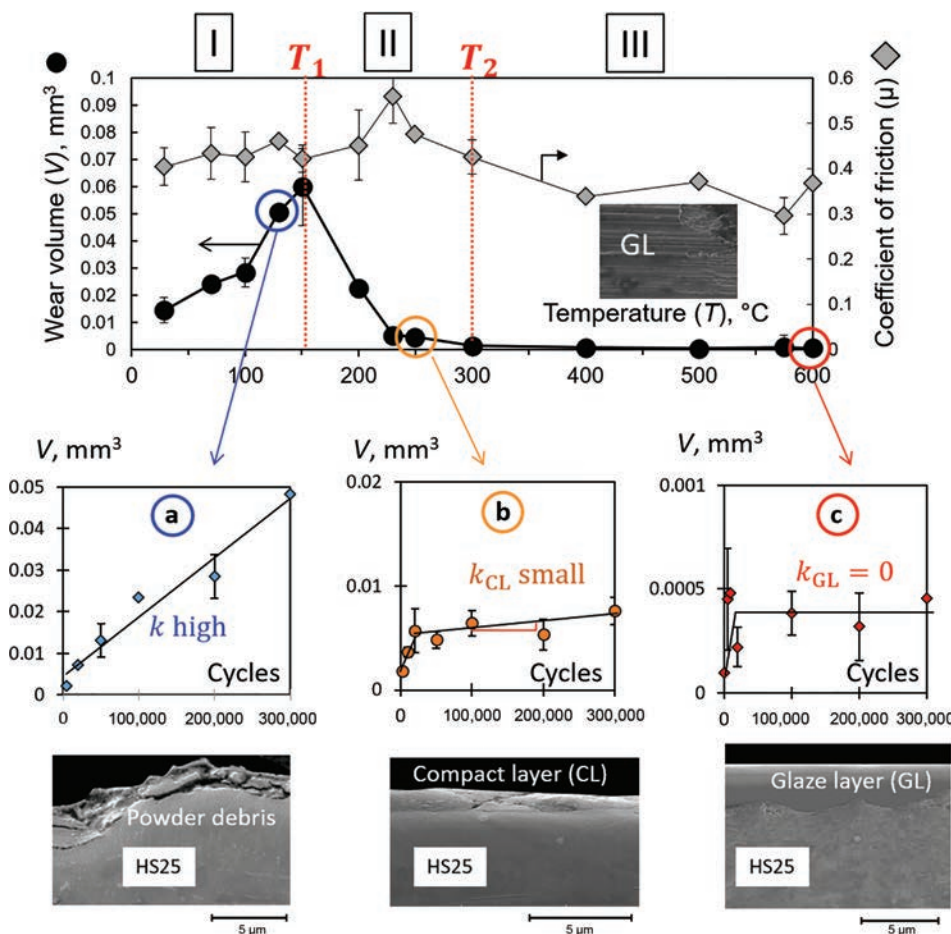 I
II
III
T1
T2
Wear volume (V), mm³
Coefficient of friction (μ)
0.1
0.09
0.08
0.07
0.06
0.05
0.04
0.03
0.02
0.01
0
0.6
0.5
0.4
0.3
0.2
0.1
0
GL
Temperature (T), °C
0
100
200
300
400
500
600
V, mm³
0.05
0.04
0.03
0.02
0.01
0
a
k high
Cycles
0
100,000
200,000
300,000
V, mm³
0.02
0.01
0
b
kCL small
Cycles
0
100,000
200,000
300,000
V, mm³
0.001
0.0005
0
c
kGL = 0
Cycles
0
100,000
200,000
300,000
Powder debris
HS25
5 μm
Compact layer (CL)
HS25
5 μm
Glaze layer (GL)
HS25
5 μm